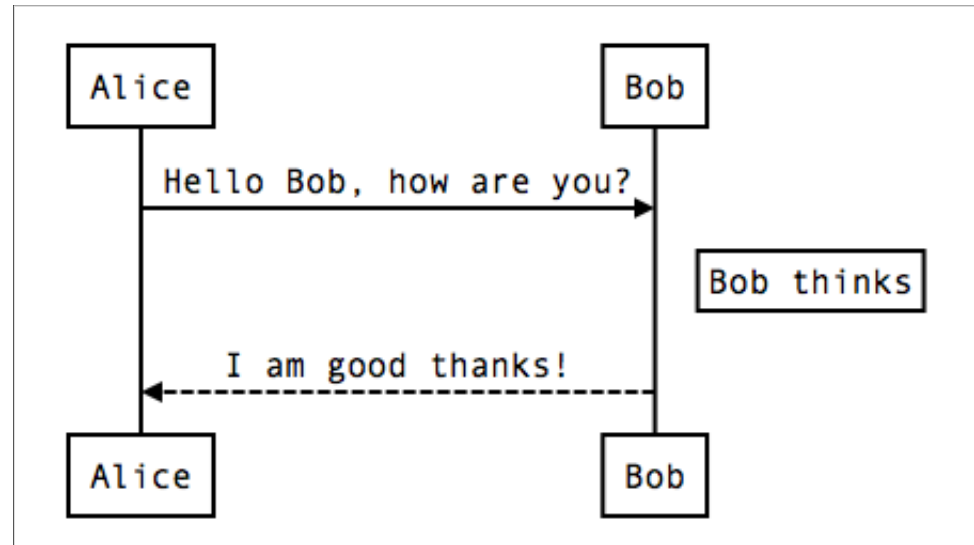 Alice
Bob
Hello Bob, how are you?
Bob thinks
I am good thanks!
Alice
Bob